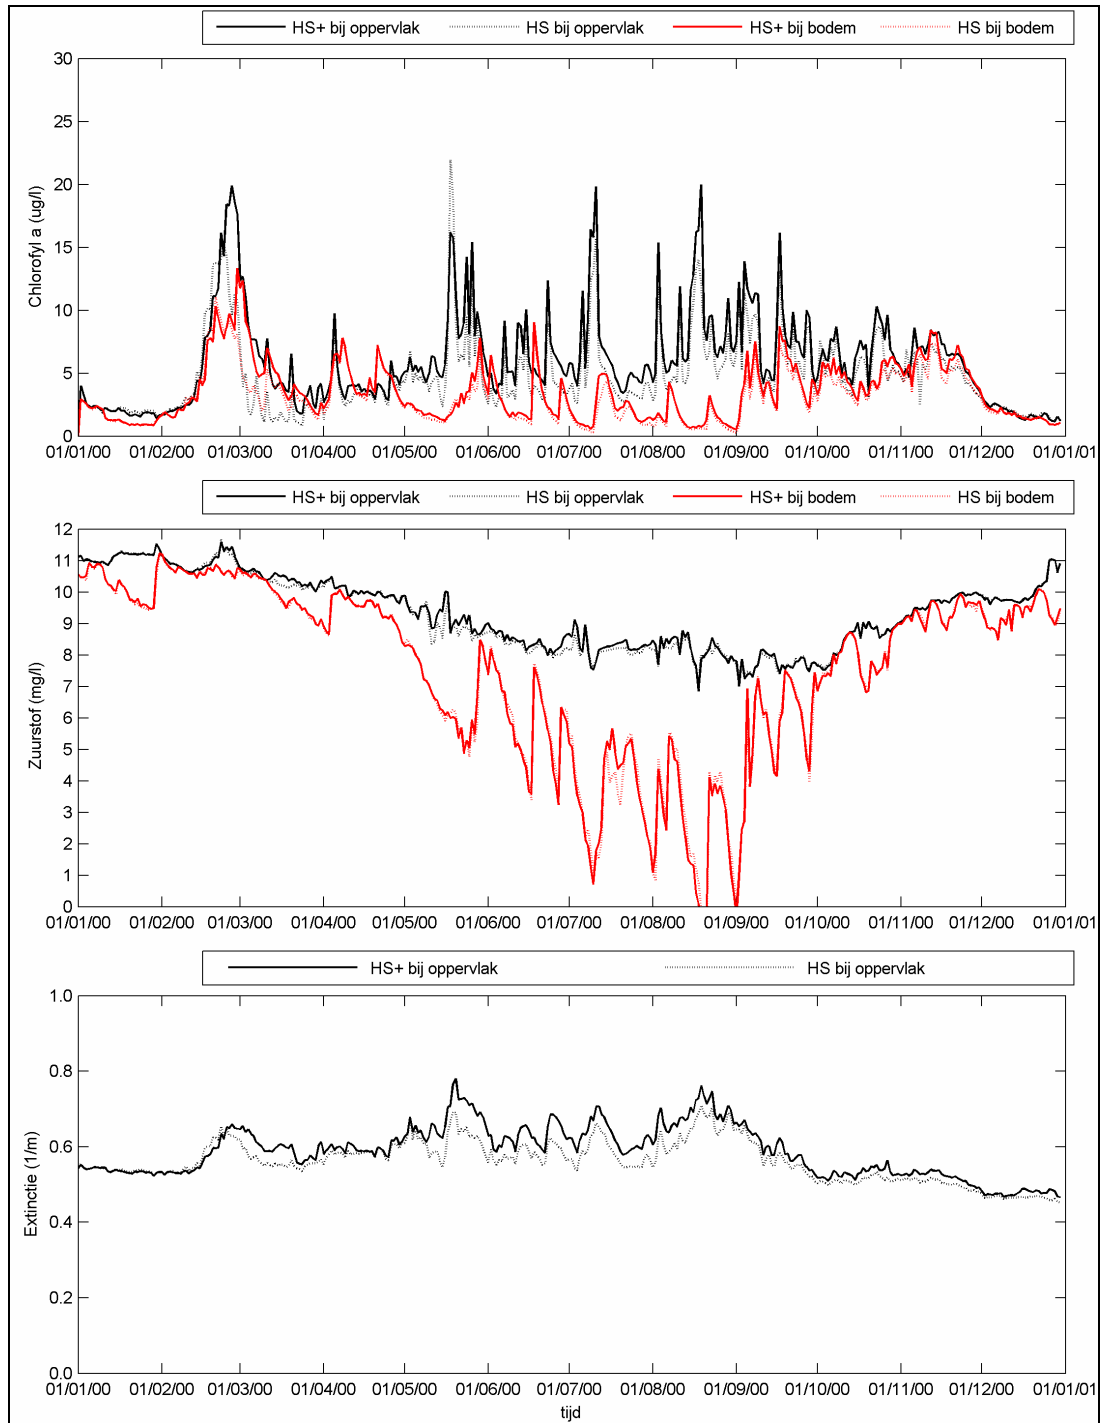 HS+ bij oppervlak HS bij oppervlak HS+ bij bodem HS bij bodem
Chlorofyl a (ug/l)
30
25
20
15
10
5
0
01/01/00 01/02/00 01/03/00 01/04/00 01/05/00 01/06/00 01/07/00 01/08/00 01/09/00 01/10/00 01/11/00 01/12/00 01/01/01
HS+ bij oppervlak HS bij oppervlak HS+ bij bodem HS bij bodem
Zuurstof (mg/l)
12
11
10
9
8
7
6
5
4
3
2
1
0
01/01/00 01/02/00 01/03/00 01/04/00 01/05/00 01/06/00 01/07/00 01/08/00 01/09/00 01/10/00 01/11/00 01/12/00 01/01/01
HS+ bij oppervlak HS bij oppervlak
Extinctie (1/m)
1.0
0.8
0.6
0.4
0.2
0.0
01/01/00 01/02/00 01/03/00 01/04/00 01/05/00 01/06/00 01/07/00 01/08/00 01/09/00 01/10/00 01/11/00 01/12/00 01/01/01
tijd